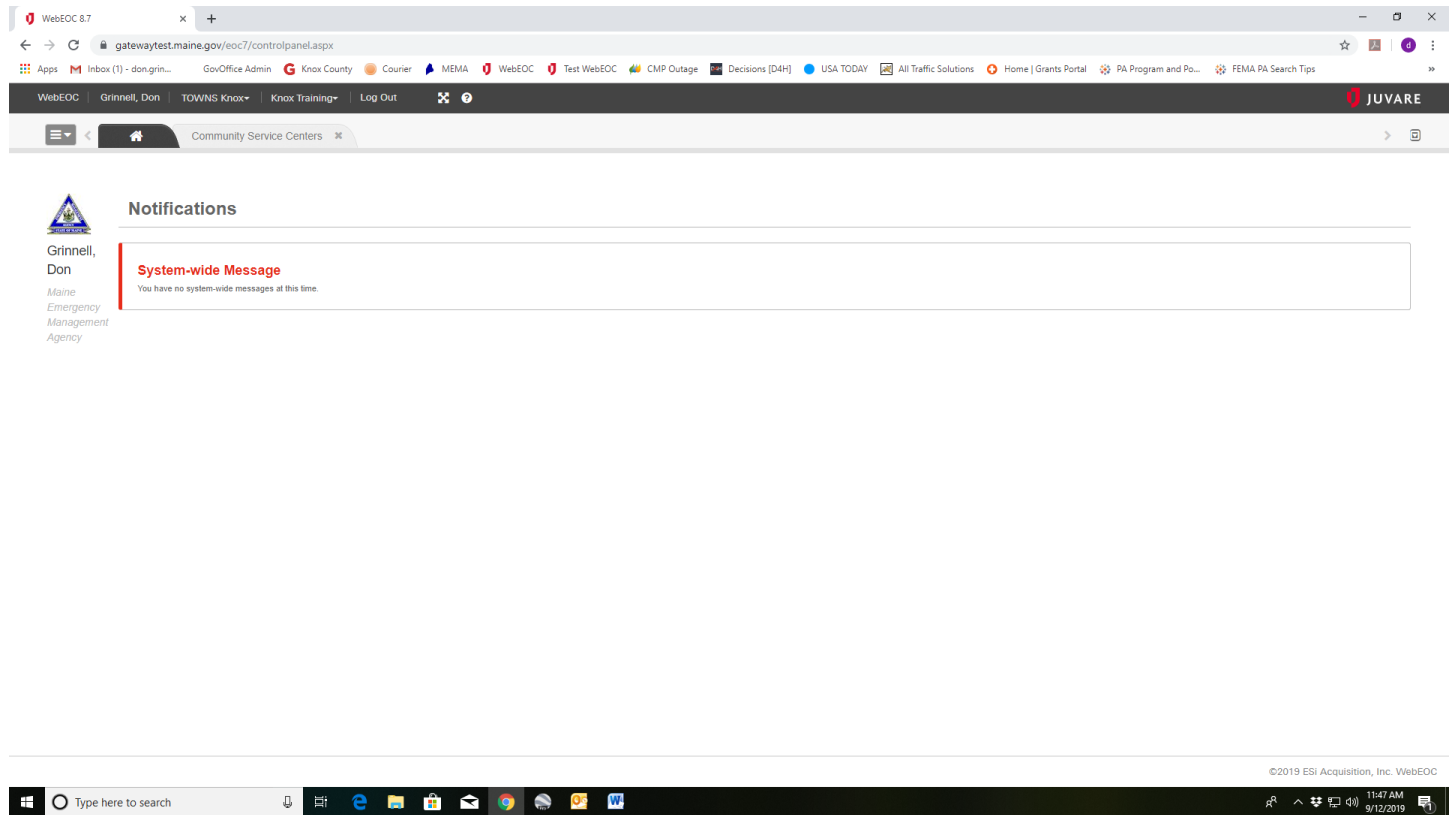 WebEOC 8.7
gatewaytest.maine.gov/eoc7/controlpanel.aspx
d
Apps Inbox (1) - don.grin... GovOffice Admin Knox County Courier MEMA WebEOC Test WebEOC CMP Outage Decisions [D4H] USA TODAY All Traffic Solutions Home | Grants Portal PA Program and Po... FEMA PA Search Tips »
WebEOC Grinnell, Don TOWNS Knox Knox Training Log Out JUVARE
Community Service Centers
Notifications
Grinnell,
Don
Maine
Emergency
Management
Agency
System-wide Message
You have no system-wide messages at this time.
©2019 ESi Acquisition, Inc. WebEOC
Type here to search
11:47 AM
9/12/2019
1